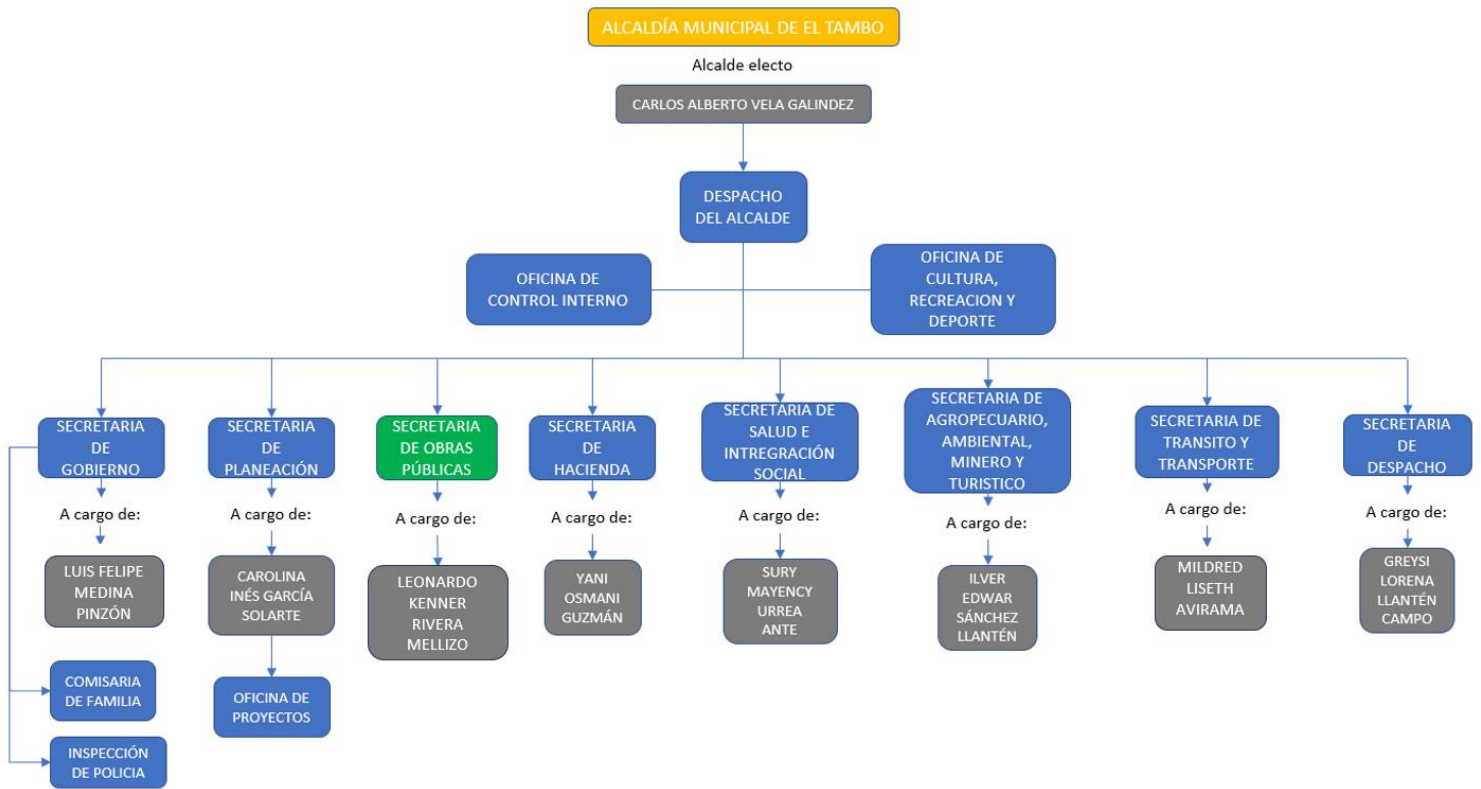 ALCALDÍA MUNICIPAL DE EL TAMBO
Alcalde electo
CARLOS ALBERTO VELA GALINDEZ
DESPACHO
DEL ALCALDE
OFICINA DE
CONTROL INTERNO
OFICINA DE
CULTURA,
RECREACION Y
DEPORTE
SECRETARIA
DE
GOBIERNO
A cargo de:
LUIS FELIPE
MEDINA
PINZÓN
COMISARIA
DE FAMILIA
INSPECCIÓN
DE POLICIA
SECRETARIA
DE
PLANEACIÓN
A cargo de:
CAROLINA
INÉS GARCÍA
SOLARTE
OFICINA DE
PROYECTOS
SECRETARIA
DE OBRAS
PÚBLICAS
A cargo de:
LEONARDO
KENNER
RIVERA
MELLIZO
SECRETARIA
DE
HACIENDA
A cargo de:
YANI
OSMANI
GUZMÁN
SECRETARIA DE
SALUD E
INTREGRACIÓN
SOCIAL
A cargo de:
SURY
MAYENCY
URREA
ANTE
SECRETARIA DE
AGROPECUARIO,
AMBIENTAL,
MINERO Y
TURISTICO
A cargo de:
ILVER
EDWAR
SÁNCHEZ
LLANTÉN
SECRETARIA DE
TRANSITO Y
TRANSPORTE
A cargo de:
MILDRED
LISETH
AVIRAMA
SECRETARIA
DE
DESPACHO
A cargo de:
GREYSI
LORENA
LLANTÉN
CAMPO